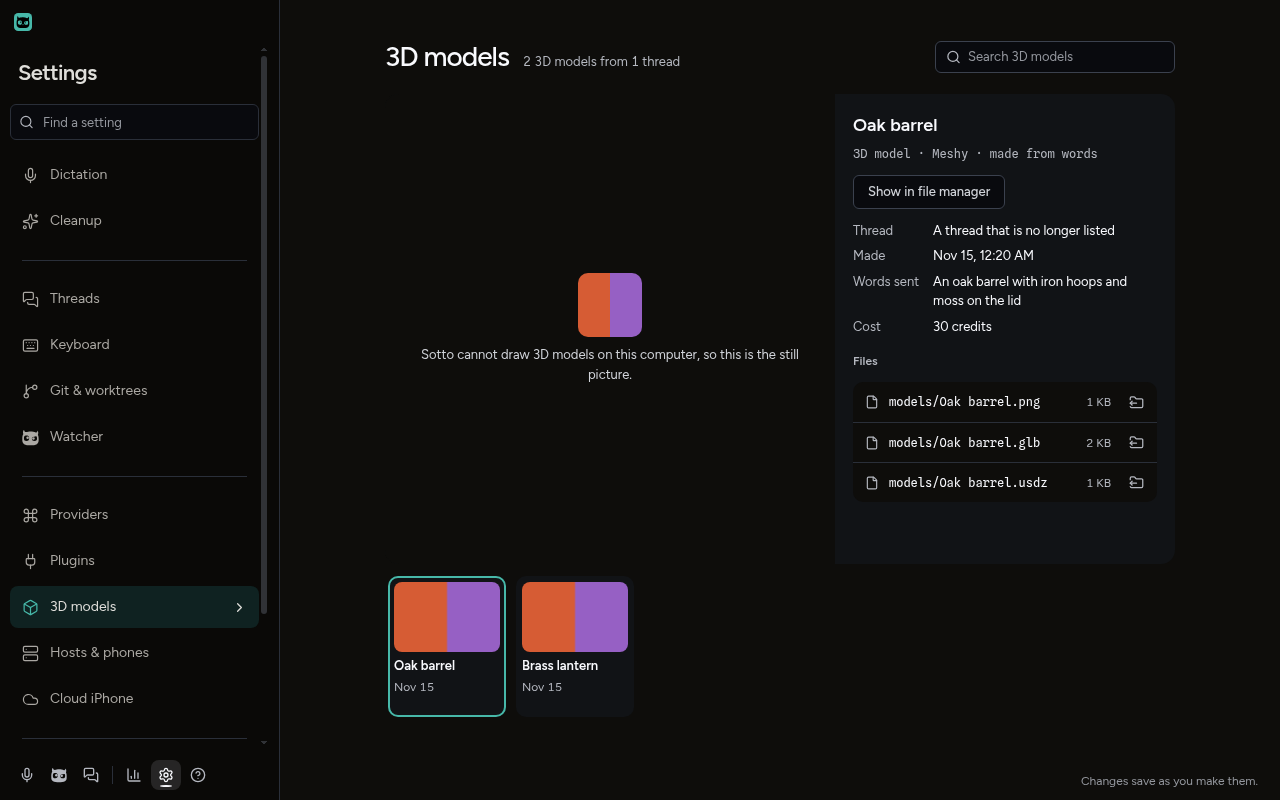 Settings
Find a setting
Dictation
Cleanup
Threads
Keyboard
Git & worktrees
Watcher
Providers
Plugins
3D models
Hosts & phones
Cloud iPhone
3D models
2 3D models from 1 thread
Search 3D models
Sotto cannot draw 3D models on this computer, so this is the still
picture.
Oak barrel
3D model · Meshy · made from words
Show in file manager
Thread A thread that is no longer listed
Made Nov 15, 12:20 AM
Words sent An oak barrel with iron hoops and
moss on the lid
Cost 30 credits
Files
models/Oak barrel.png 1 KB
models/Oak barrel.glb 2 KB
models/Oak barrel.usdz 1 KB
Oak barrel
Nov 15
Brass lantern
Nov 15
Changes save as you make them.